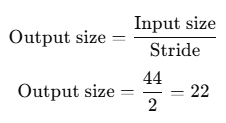 Output size = Input size / Stride
Output size = 44 / 2 = 22